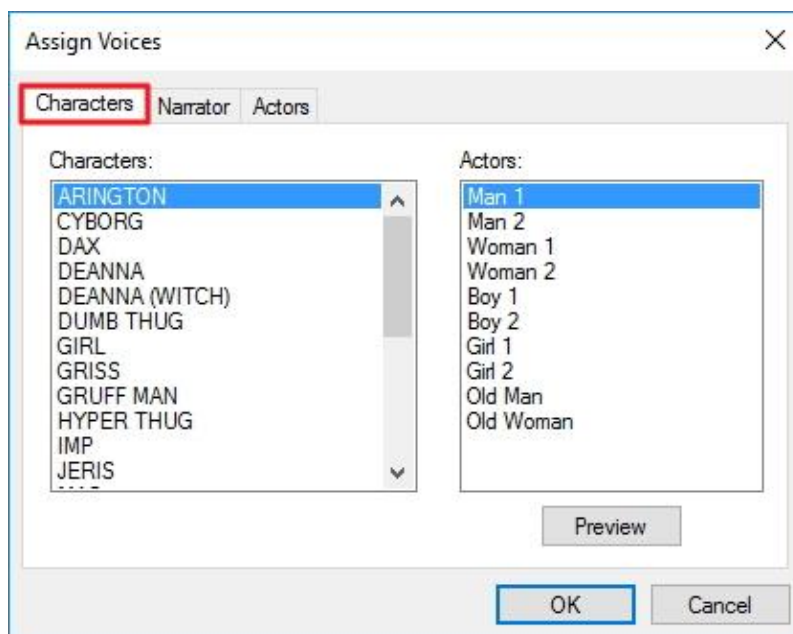 Assign Voices
Characters Narrator Actors
Characters:
ARINGTON
CYBORG
DAX
DEANNA
DEANNA (WITCH)
DUMB THUG
GIRL
GRISS
GRUFF MAN
HYPER THUG
IMP
JERIS
Actors:
Man 1
Man 2
Woman 1
Woman 2
Boy 1
Boy 2
Girl 1
Girl 2
Old Man
Old Woman
Preview
OK Cancel